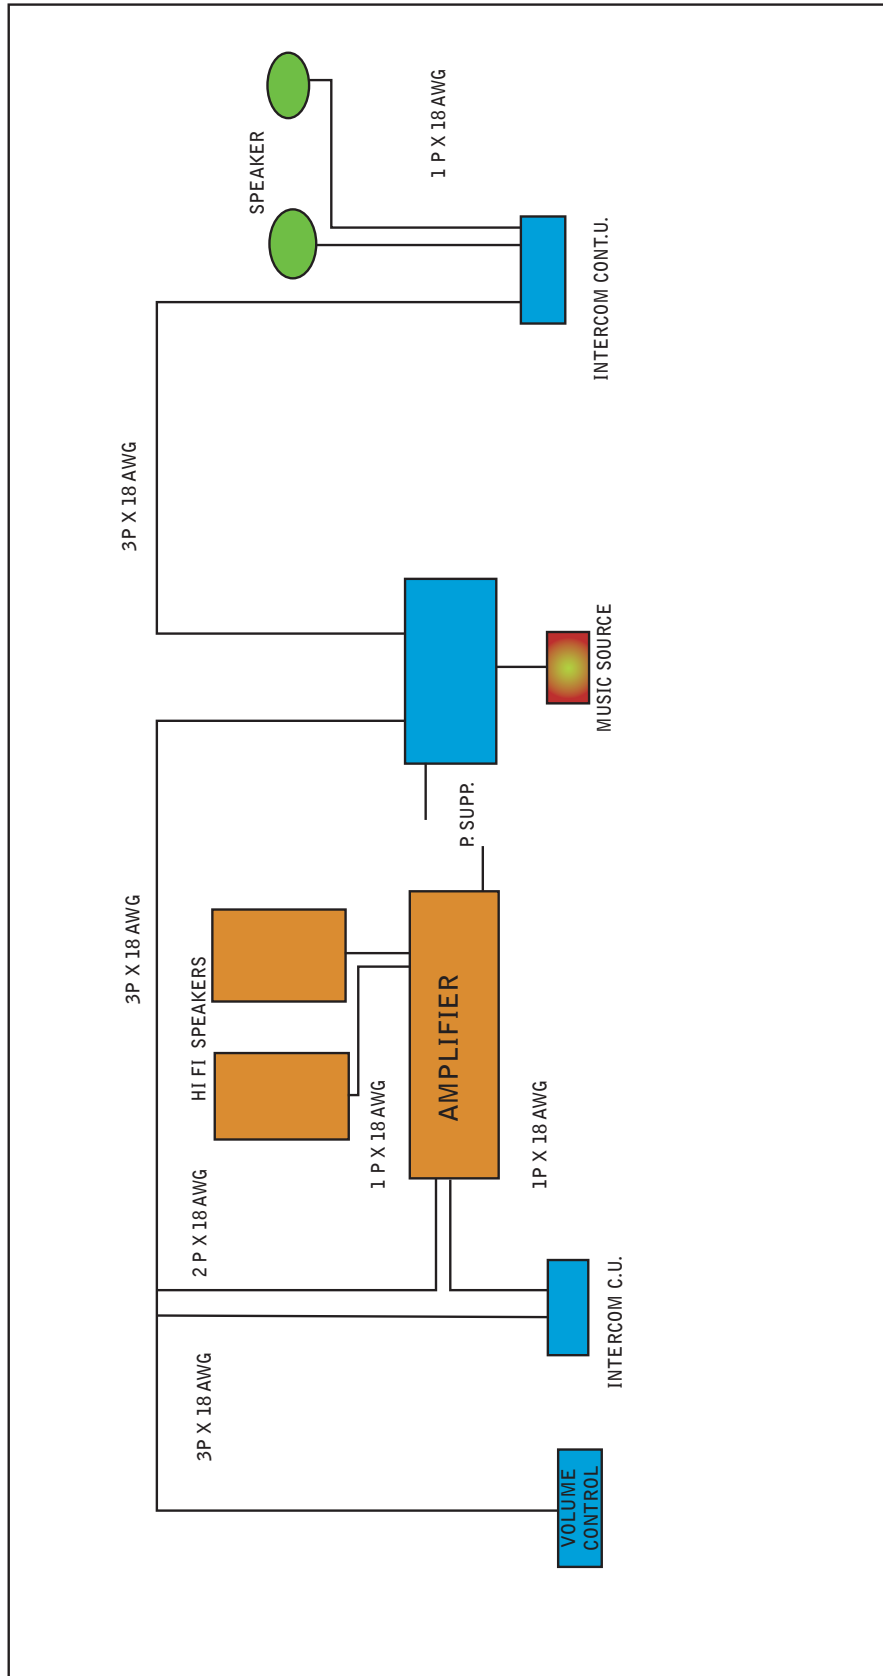 3P X 18 AWG
3P X 18 AWG
3P X 18 AWG
2 P X 18 AWG
HI FI SPEAKERS
SPEAKER
1 P X 18 AWG
1 P X 18 AWG
AMPLIFIER
P. SUPP.
1P X 18 AWG
VOLUME
CONTROL
INTERCOM C.U.
MUSIC SOURCE
INTERCOM CONT.U.